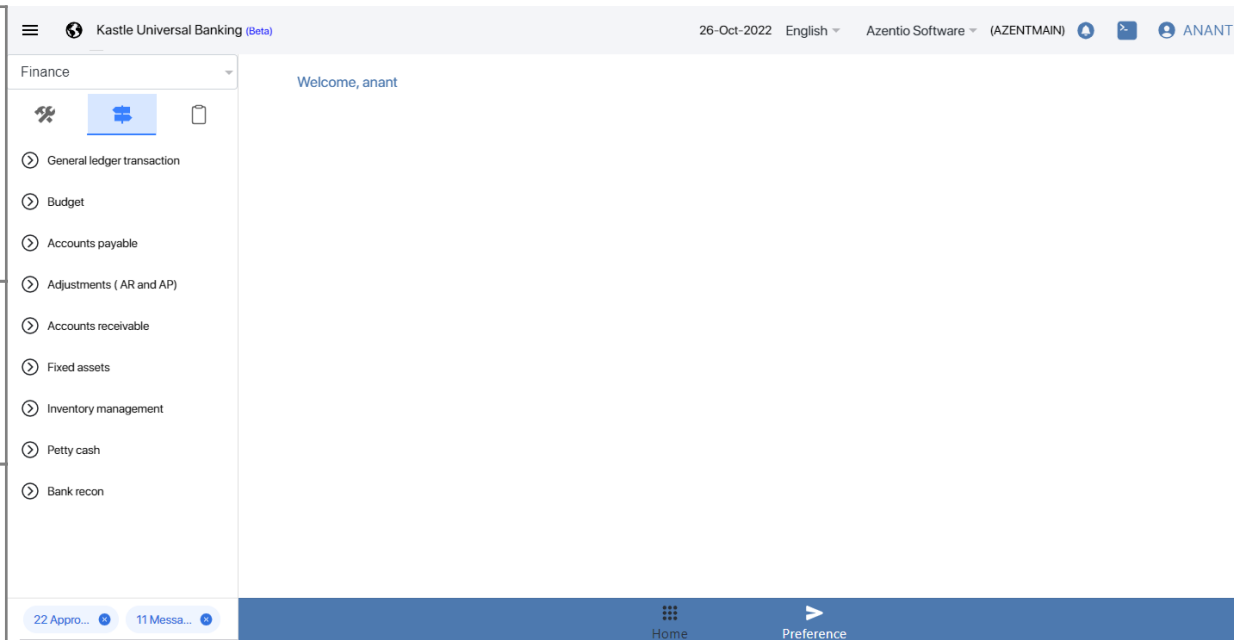 Kastle Universal Banking (Beta)
26-Oct-2022 English Azentio Software (AZENTMAIN) ANANT
Finance
Welcome, anant
General ledger transaction
Budget
Accounts payable
Adjustments ( AR and AP)
Accounts receivable
Fixed assets
Inventory management
Petty cash
Bank recon
22 Appro... 11 Messa...
Home Preference